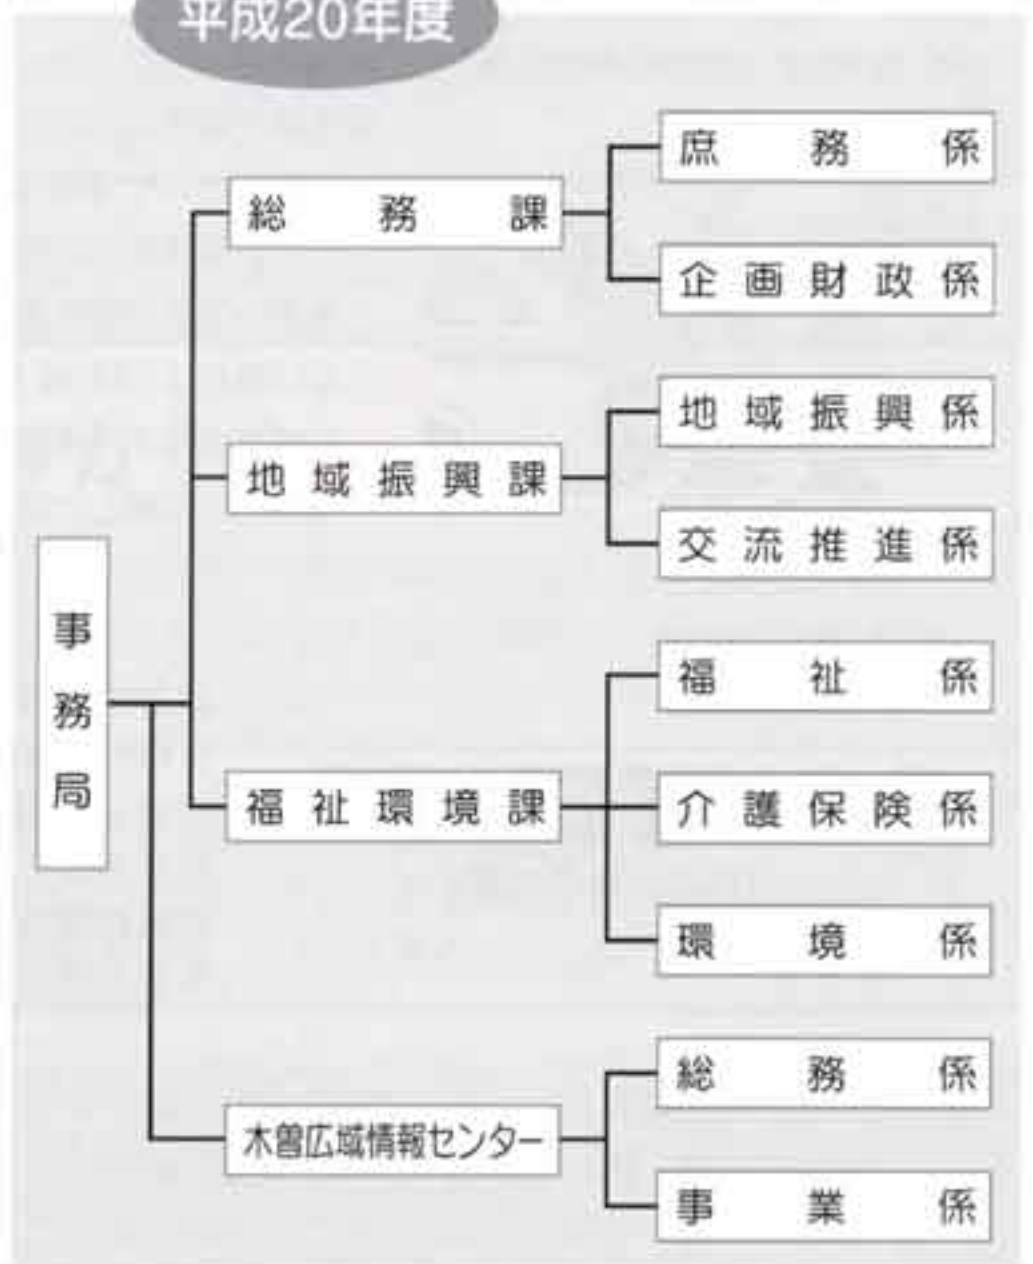 平成20年度
事務局
総務課
庶務係
企画財政係
地域振興課
地域振興係
交流推進係
福祉環境課
福祉係
介護保険係
環境係
木曽広域情報センター
総務係
事業係